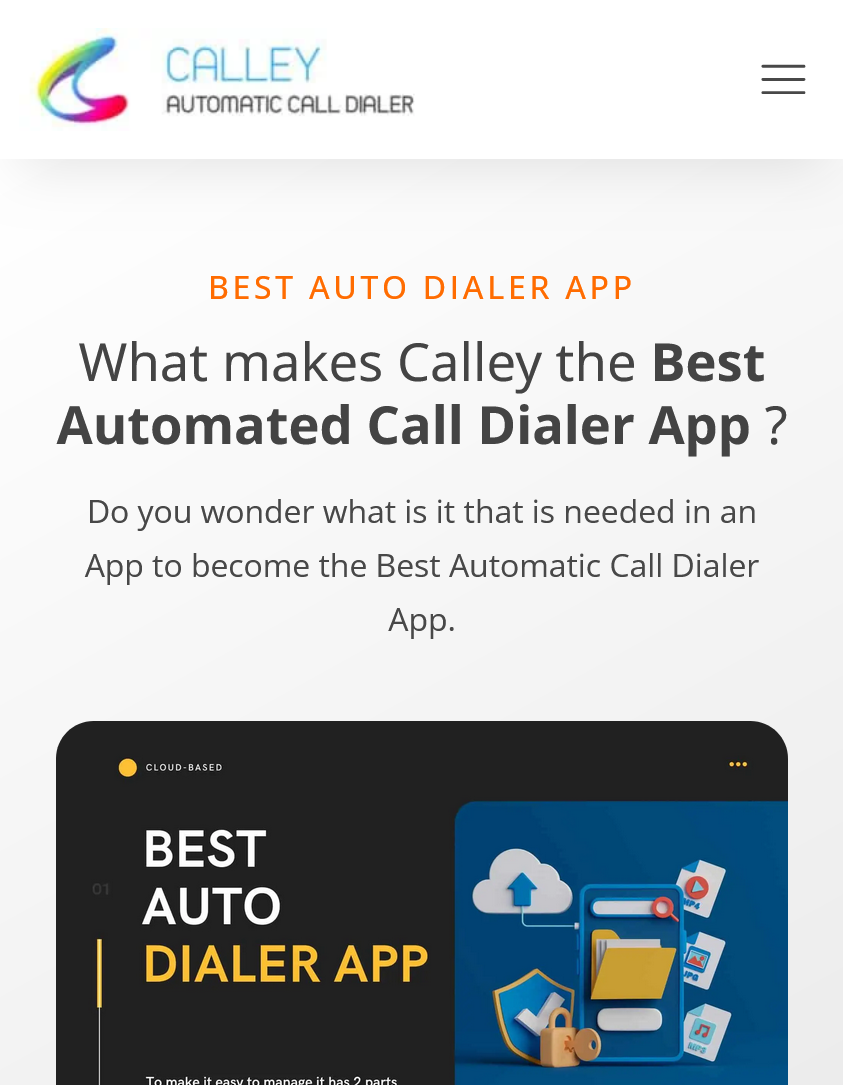 CALLEY
AUTOMATIC CALL DIALER
BEST AUTO DIALER APP
What makes Calley the Best
Automated Call Dialer App ?
Do you wonder what is it that is needed in an
App to become the Best Automatic Call Dialer
App.
CLOUD-BASED
BEST
01
AUTO
DIALER APP
MP4
JPG
MP3
To make it easy to manage it has 2 parts